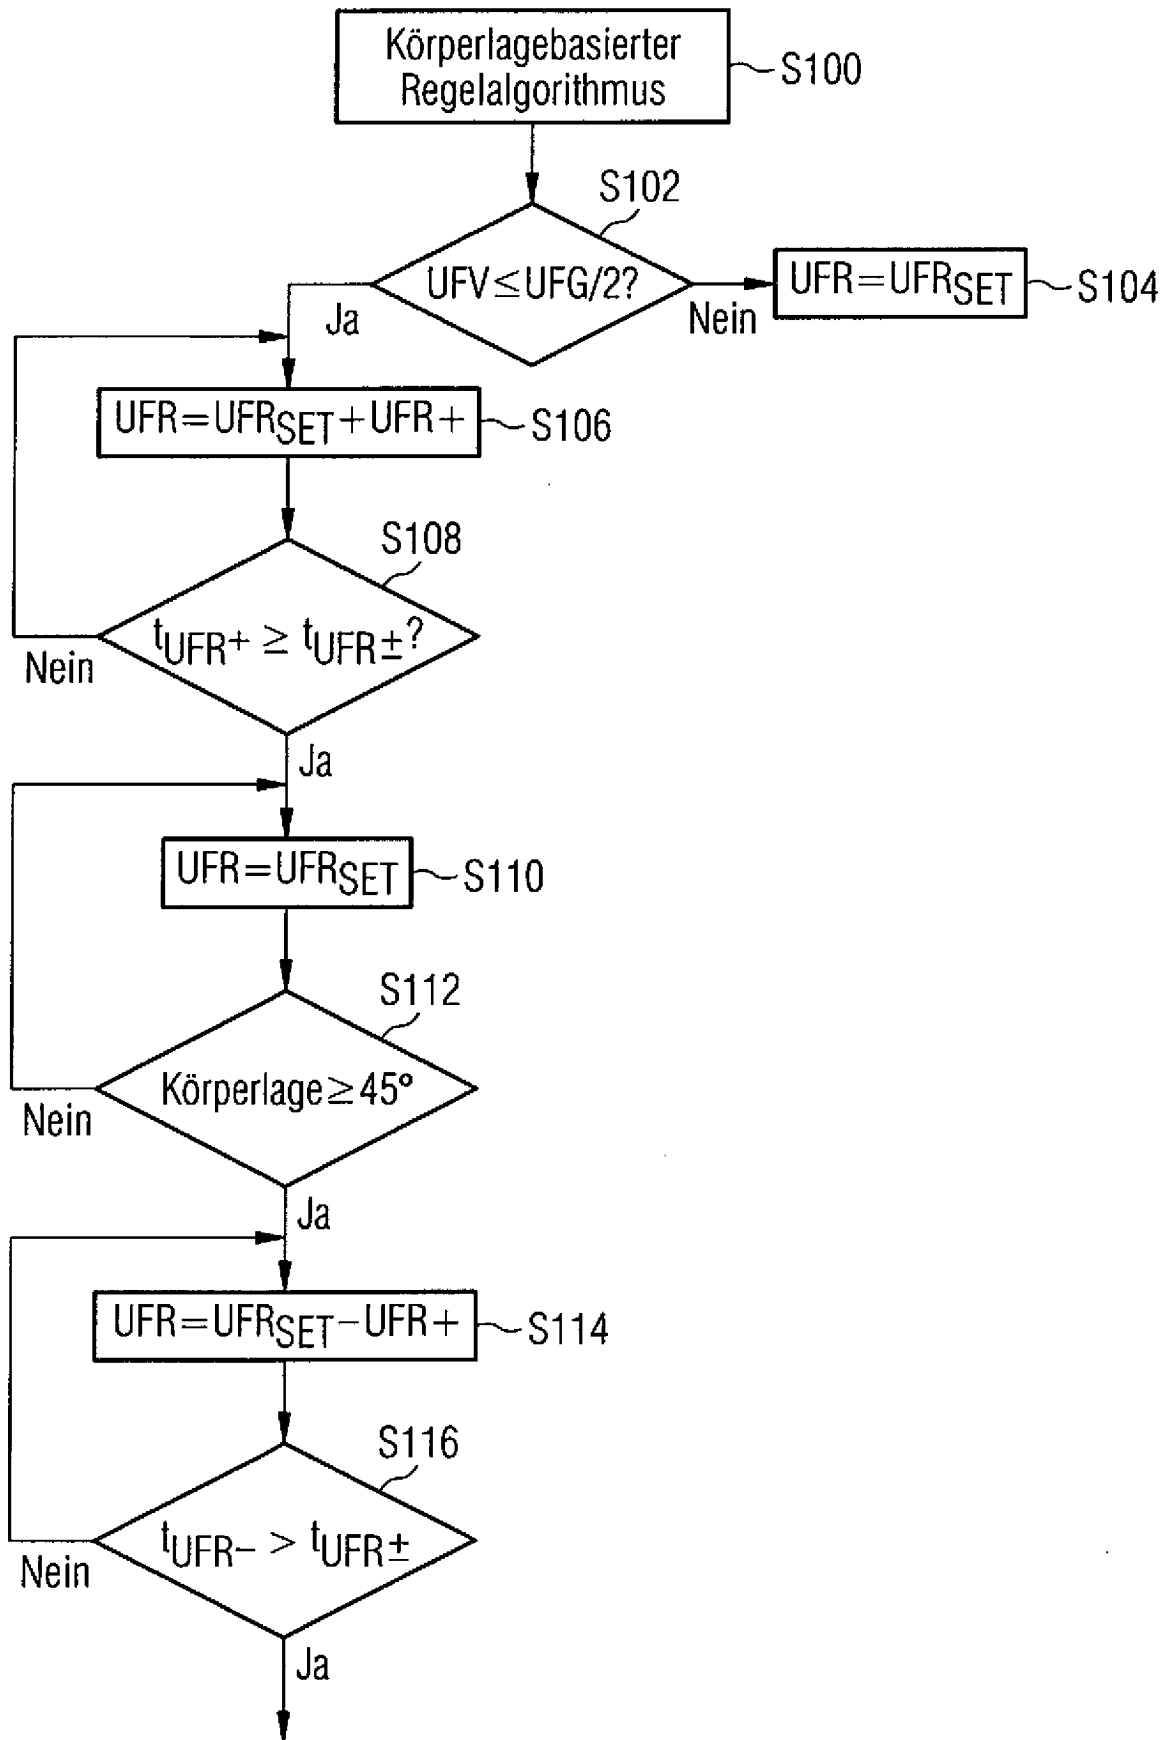 Körperlagebasierter
Regelalgorithmus
S100
S102
UFV≤UFG/2?
Ja
Nein
UFR=UFRSET
S104
UFR=UFRSET+UFR+
S106
S108
tUFR+ ≥ tUFR±?
Nein
Ja
UFR=UFRSET
S110
S112
Körperlage≥45°
Nein
Ja
UFR=UFRSET−UFR+
S114
S116
tUFR− > tUFR±
Nein
Ja